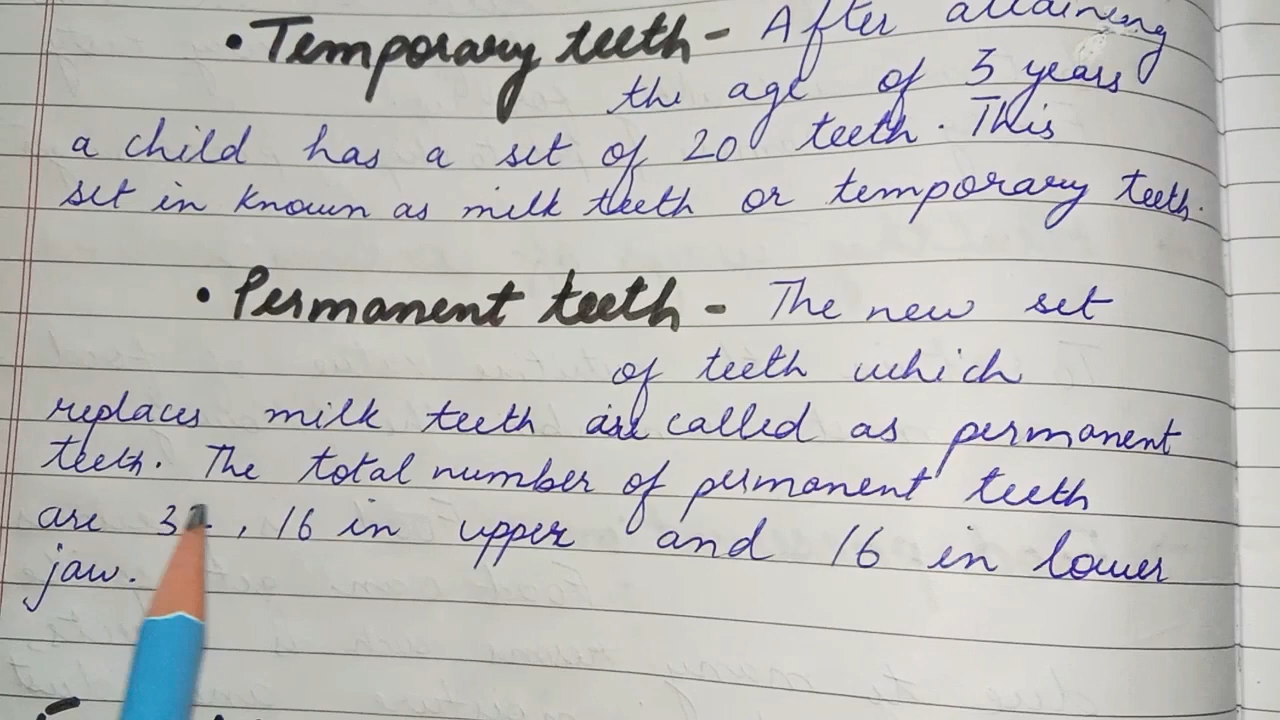 • Temporary teeth - After attaining
the age of 3 years
a child has a set of 20 teeth. This
set in known as milk teeth or temporary teeth.
• Permanent teeth - The new set
of teeth which
replaces milk teeth are called as permanent
teeth. The total number of permanent teeth
are 32, 16 in upper and 16 in lower
jaw.